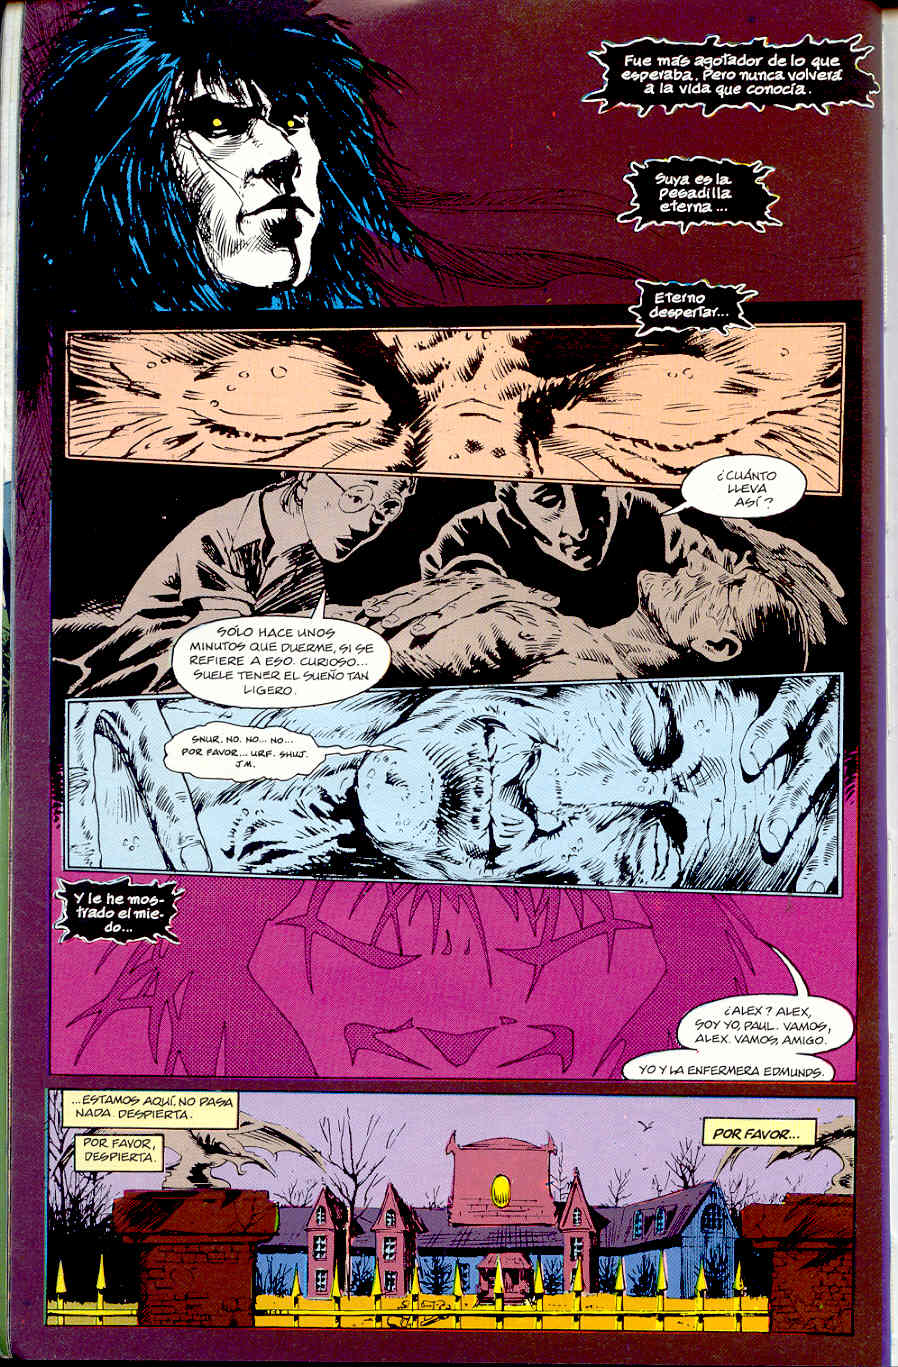 Fue más agotador de lo que
esperaba. Pero nunca volverá
a la vida que conocía.
Suya es la
pesadilla
eterna...
Eterno
despertar...
¿CUÁNTO
LLEVA
ASÍ?
SÓLO HACE UNOS
MINUTOS QUE DUERME, SI SE
REFIERE A ESO. CURIOSO...
SUELE TENER EL SUEÑO TAN
LIGERO.
SNUR. NO. NO... NO...
POR FAVOR... URF. SHUJ.
J.M.
Y le he mos-
trado el mie-
do...
¿ALEX? ALEX,
SOY YO, PAUL. VAMOS,
ALEX. VAMOS, AMIGO.
YO Y LA ENFERMERA EDMUNDS.
...ESTAMOS AQUÍ. NO PASA
NADA. DESPIERTA.
POR FAVOR,
DESPIERTA.
POR FAVOR...